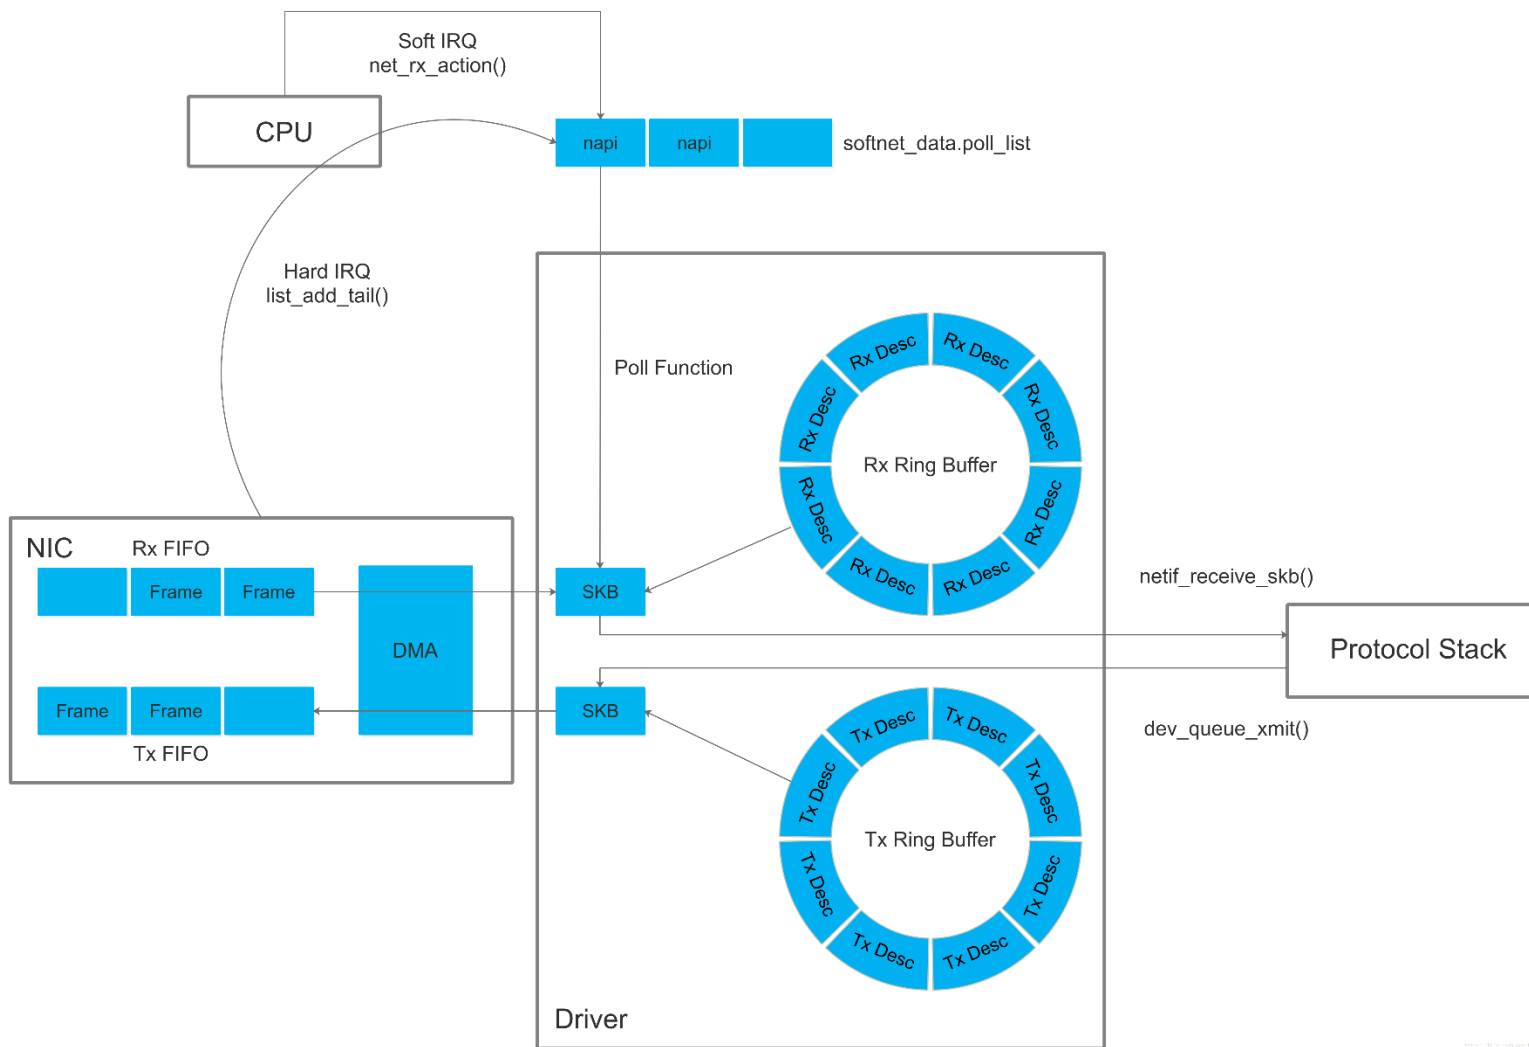 Soft IRQ
net_rx_action()
CPU
napi
napi
softnet_data.poll_list
Hard IRQ
list_add_tail()
Poll Function
Rx Desc
Rx Desc
Rx Desc
Rx Desc
Rx Ring Buffer
Rx Desc
Rx Desc
Rx Desc
Rx Desc
NIC
Rx FIFO
Frame
Frame
DMA
SKB
netif_receive_skb()
Protocol Stack
Frame
Frame
SKB
Tx FIFO
dev_queue_xmit()
Tx Desc
Tx Desc
Tx Desc
Tx Desc
Tx Ring Buffer
Tx Desc
Tx Desc
Tx Desc
Tx Desc
Driver